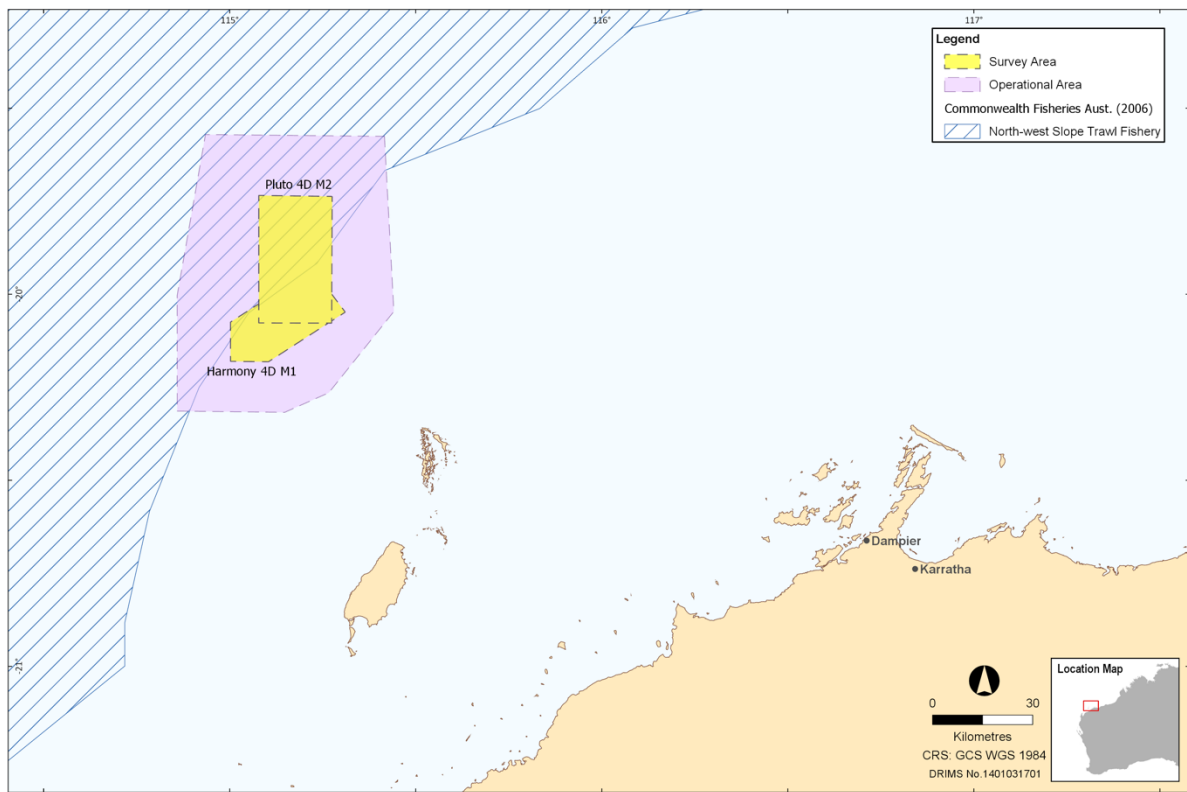 115°
116°
117°
Legend
Survey Area
Operational Area
Commonwealth Fisheries Aust. (2006)
North-west Slope Trawl Fishery
Pluto 4D M2
-20°
Harmony 4D M1
Dampier
Karratha
-21°
Location Map
0 30
Kilometres
CRS: GCS WGS 1984
DRIMS No.1401031701